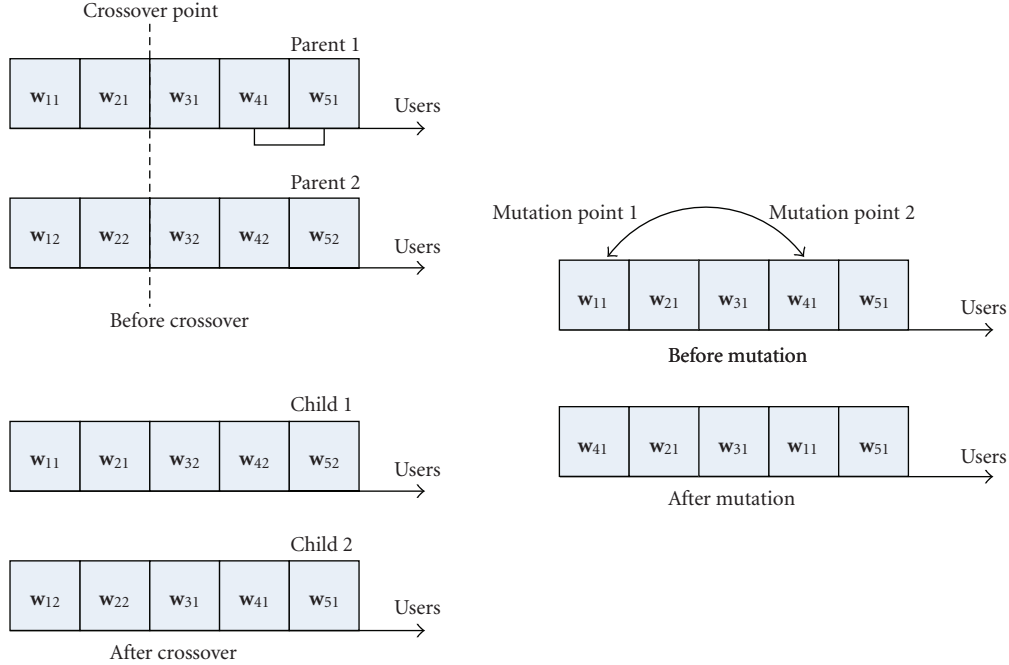 Crossover point
Parent 1
w11 w21 w31 w41 w51
Users
Parent 2
w12 w22 w32 w42 w52
Users
Before crossover
Child 1
w11 w21 w32 w42 w52
Users
Child 2
w12 w22 w31 w41 w51
Users
After crossover
Mutation point 1 Mutation point 2
w11 w21 w31 w41 w51
Users
Before mutation
w41 w21 w31 w11 w51
Users
After mutation